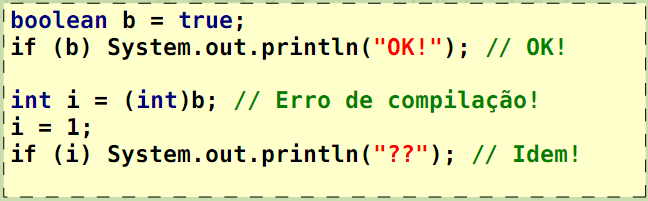 boolean b = true;
if (b) System.out.println("OK!"); // OK!
int i = (int)b; // Erro de compilação!
i = 1;
if (i) System.out.println("??"); // Idem!